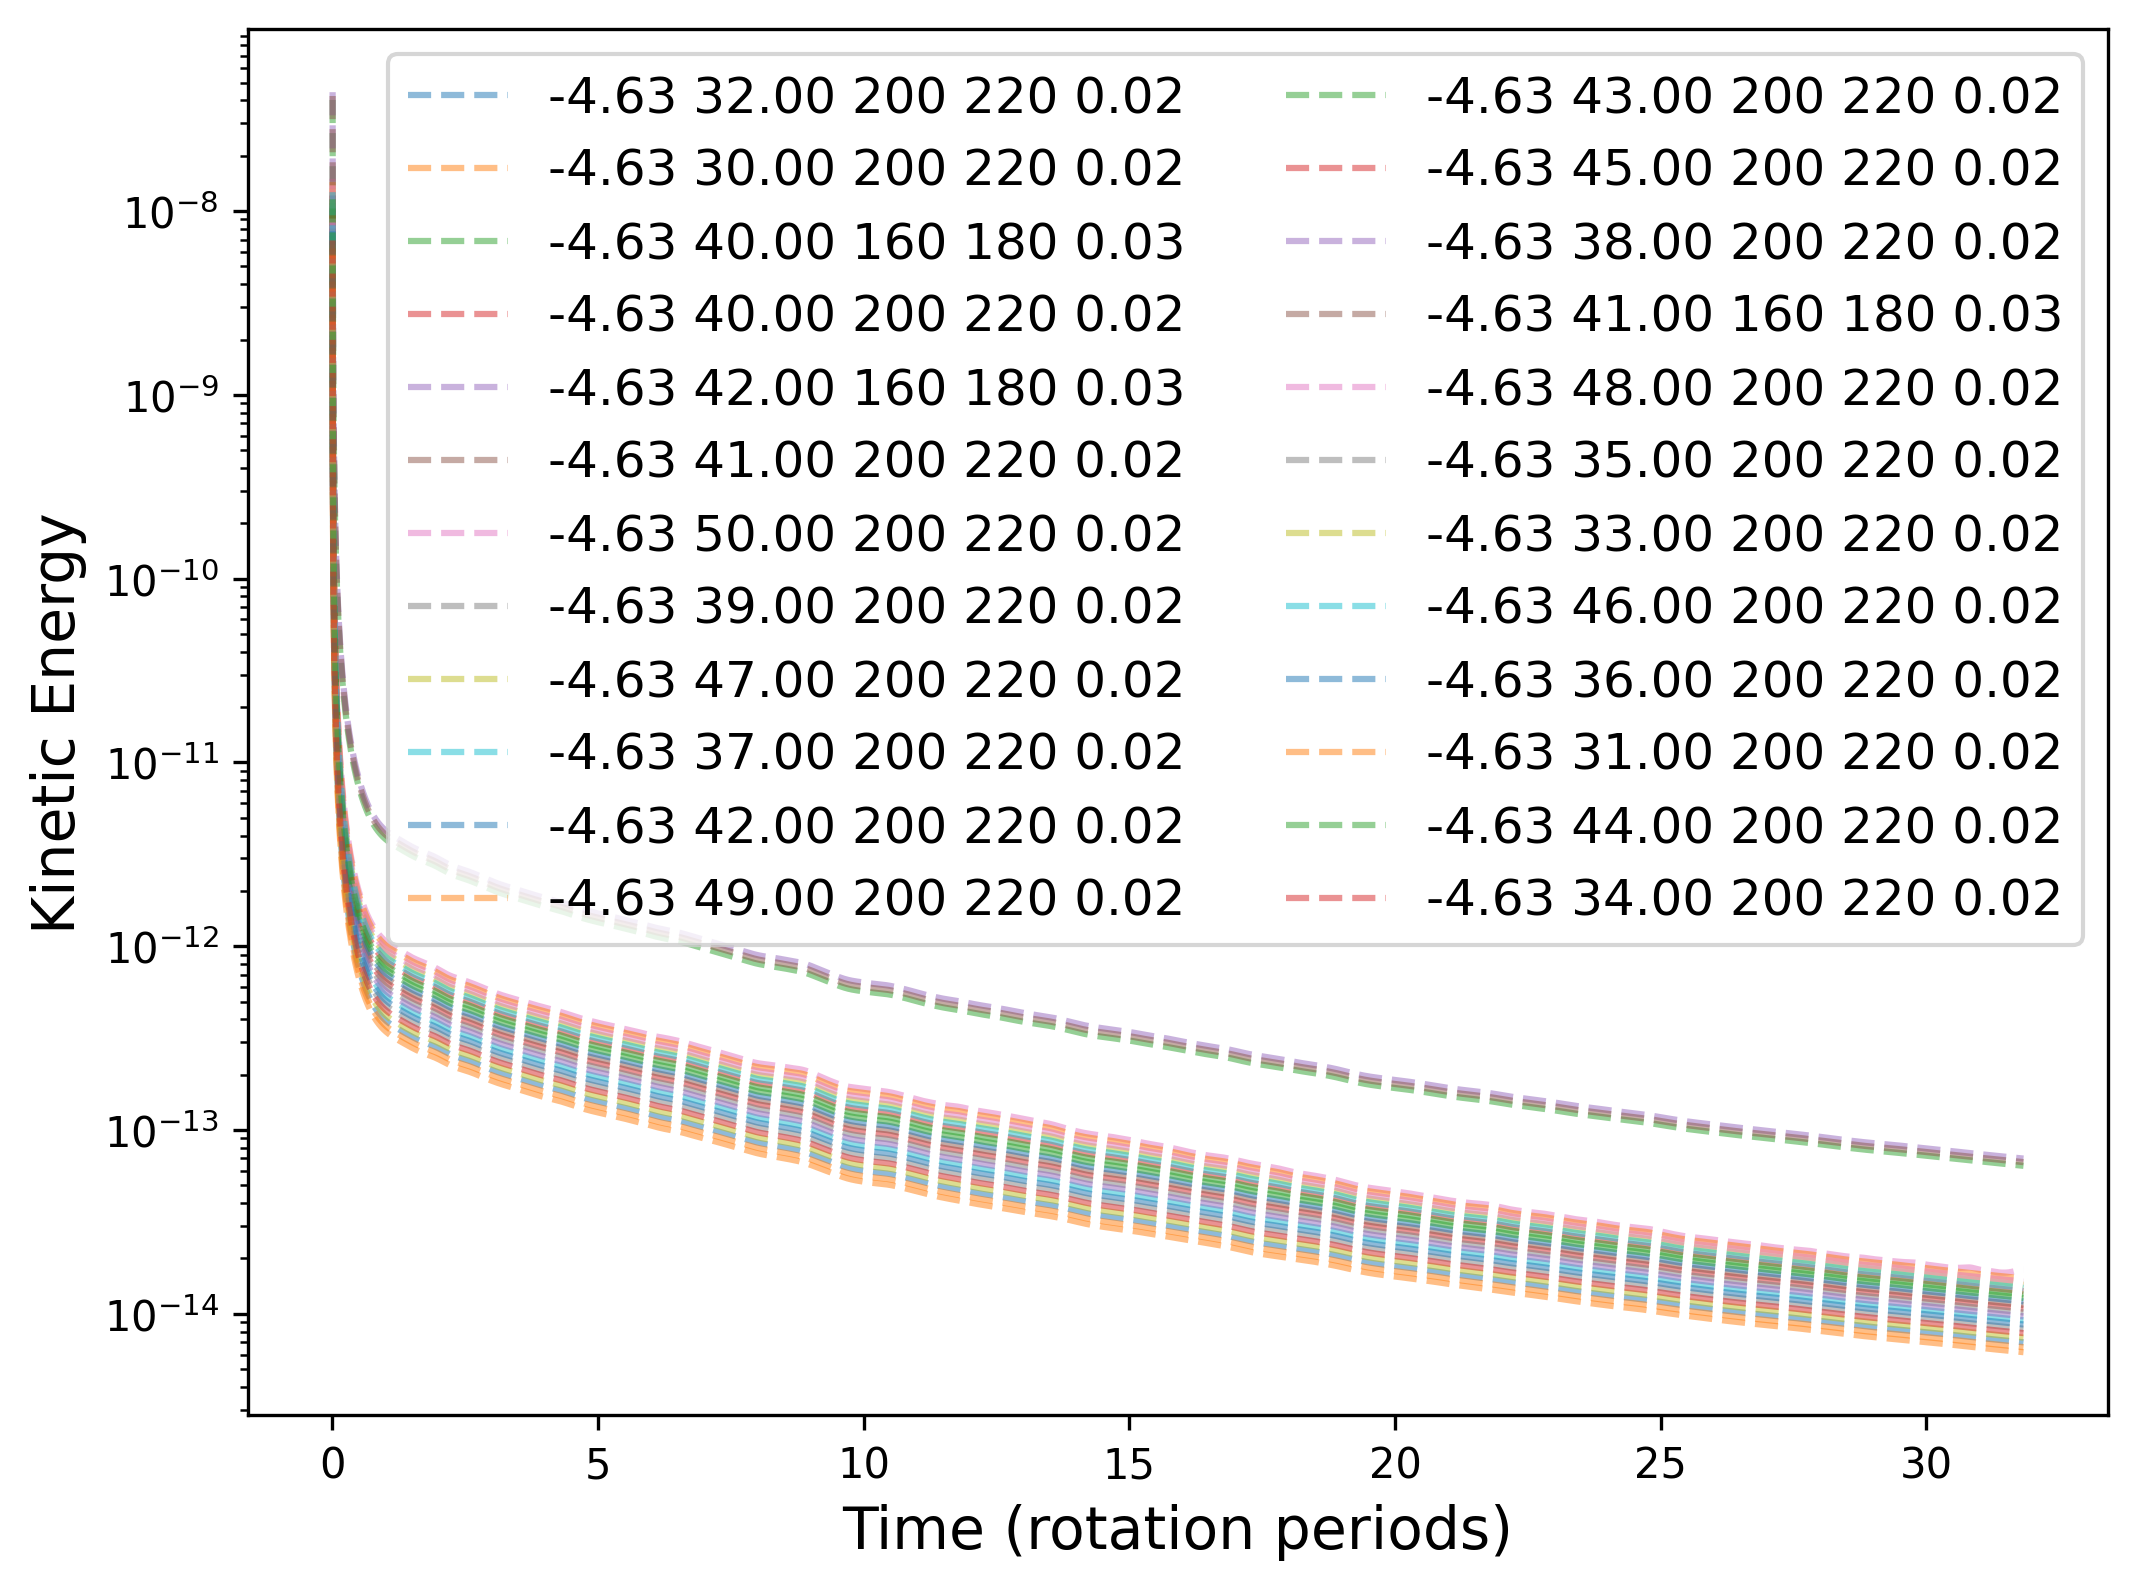 -4.63 32.00 200 220 0.02
-4.63 30.00 200 220 0.02
-4.63 40.00 160 180 0.03
-4.63 40.00 200 220 0.02
-4.63 42.00 160 180 0.03
-4.63 41.00 200 220 0.02
-4.63 50.00 200 220 0.02
-4.63 39.00 200 220 0.02
-4.63 47.00 200 220 0.02
-4.63 37.00 200 220 0.02
-4.63 42.00 200 220 0.02
-4.63 49.00 200 220 0.02
-4.63 43.00 200 220 0.02
-4.63 45.00 200 220 0.02
-4.63 38.00 200 220 0.02
-4.63 41.00 160 180 0.03
-4.63 48.00 200 220 0.02
-4.63 35.00 200 220 0.02
-4.63 33.00 200 220 0.02
-4.63 46.00 200 220 0.02
-4.63 36.00 200 220 0.02
-4.63 31.00 200 220 0.02
-4.63 44.00 200 220 0.02
-4.63 34.00 200 220 0.02
Kinetic Energy
10⁻⁸
10⁻⁹
10⁻¹⁰
10⁻¹¹
10⁻¹²
10⁻¹³
10⁻¹⁴
0 5 10 15 20 25 30
Time (rotation periods)